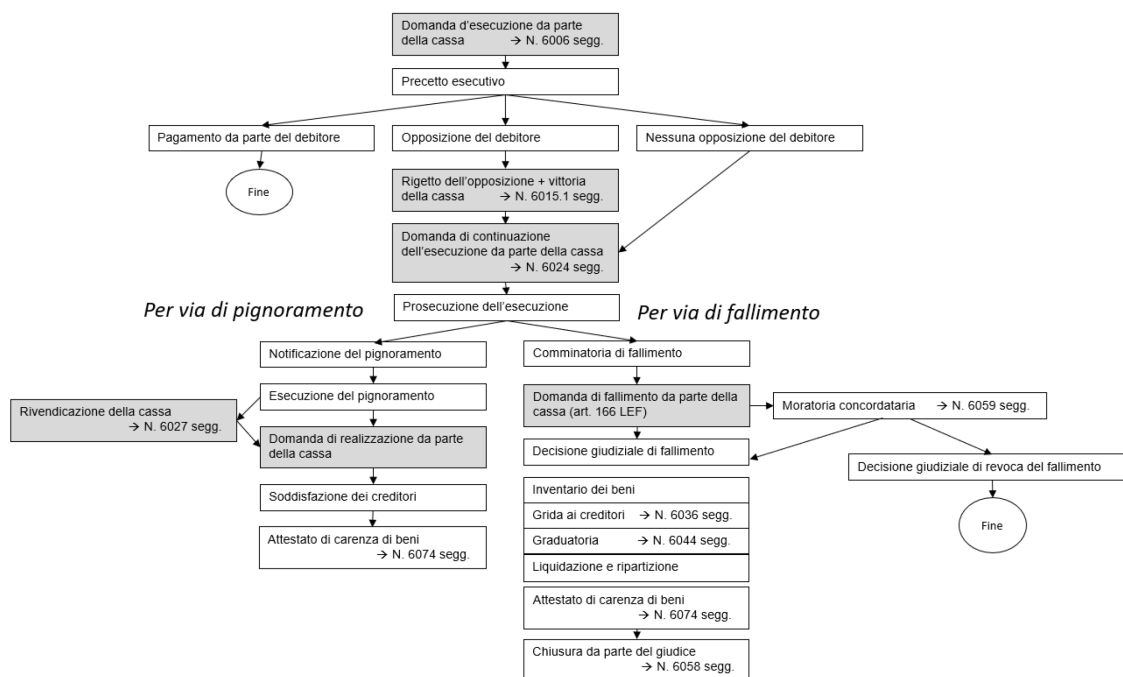 Domanda d'esecuzione da parte
della cassa → N. 6006 segg.
Precetto esecutivo
Pagamento da parte del debitore
Opposizione del debitore
Nessuna opposizione del debitore
Fine
Rigetto dell'opposizione + vittoria
della cassa → N. 6015.1 segg.
Domanda di continuazione
dell'esecuzione da parte della cassa
→ N. 6024 segg.
Prosecuzione dell'esecuzione
Per via di pignoramento
Per via di fallimento
Notificazione del pignoramento
Esecuzione del pignoramento
Rivendicazione della cassa
→ N. 6027 segg.
Domanda di realizzazione da parte
della cassa
Soddisfazione dei creditori
Attestato di carenza di beni
→ N. 6074 segg.
Comminatoria di fallimento
Domanda di fallimento da parte della
cassa (art. 166 LEF)
Moratoria concordataria → N. 6059 segg.
Decisione giudiziale di fallimento
Decisione giudiziale di revoca del fallimento
Fine
Inventario dei beni
Grida ai creditori → N. 6036 segg.
Graduatoria → N. 6044 segg.
Liquidazione e ripartizione
Attestato di carenza di beni
→ N. 6074 segg.
Chiusura da parte del giudice
→ N. 6058 segg.